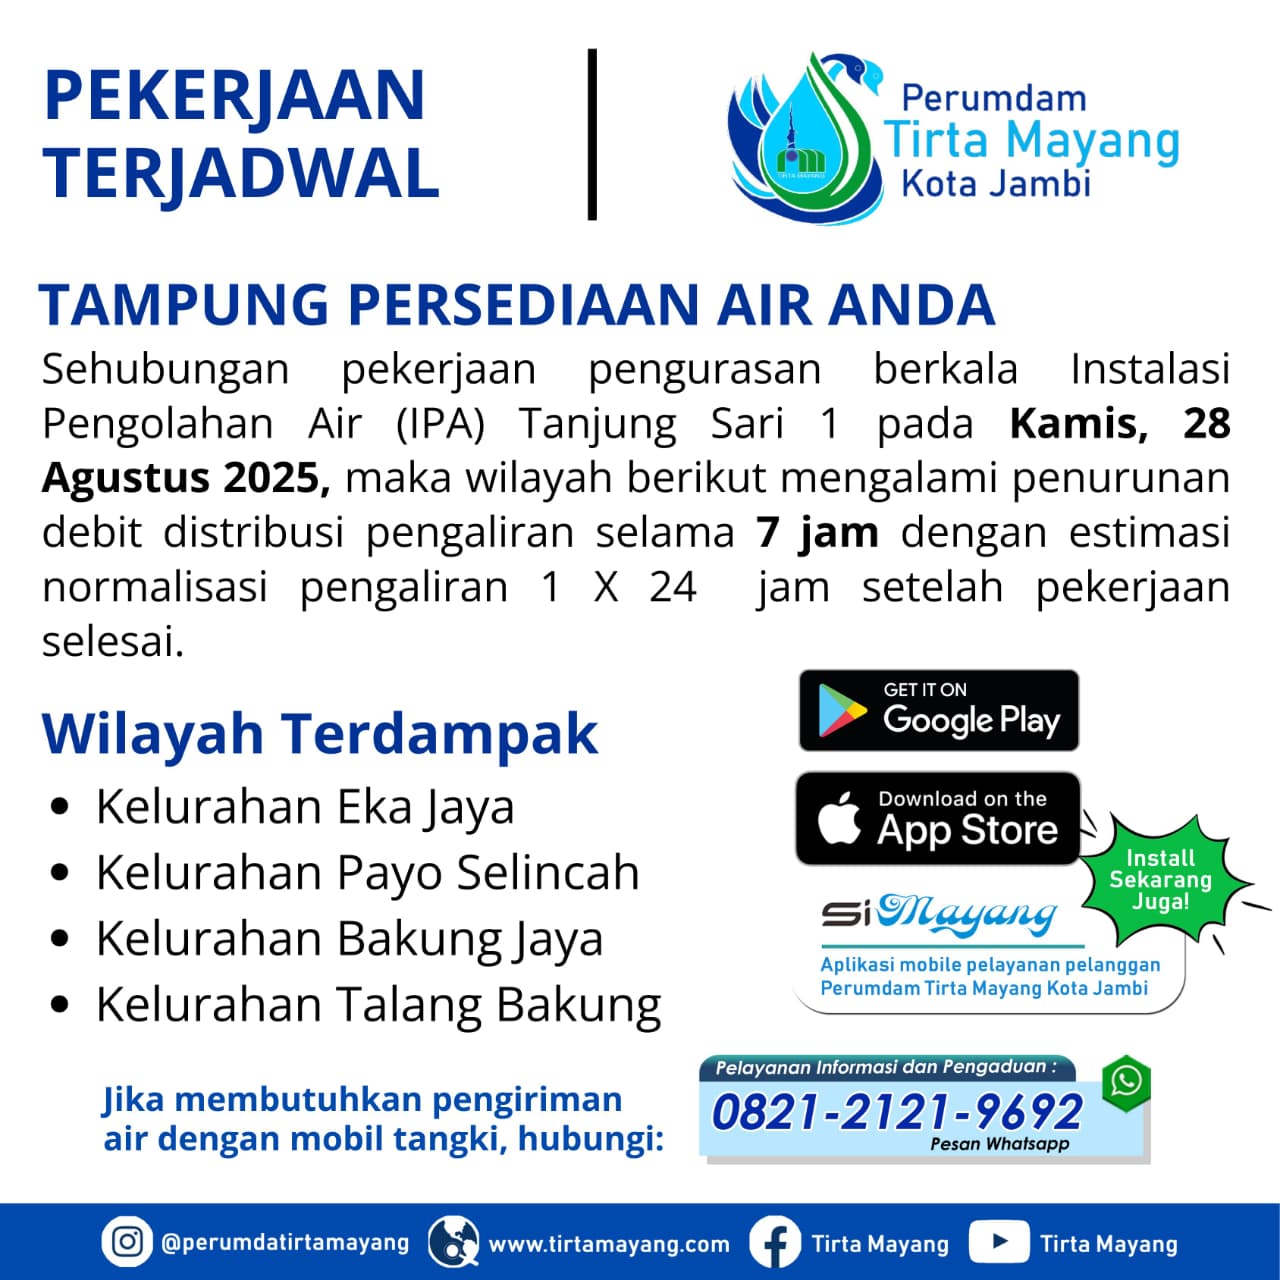 PEKERJAAN
TERJADWAL
Perumdam
Tirta Mayang
Kota Jambi
TIRTA MAYANG
TAMPUNG PERSEDIAAN AIR ANDA
Sehubungan pekerjaan pengurasan berkala Instalasi
Pengolahan Air (IPA) Tanjung Sari 1 pada Kamis, 28
Agustus 2025, maka wilayah berikut mengalami penurunan
debit distribusi pengaliran selama 7 jam dengan estimasi
normalisasi pengaliran 1 X 24 jam setelah pekerjaan
selesai.
Wilayah Terdampak
• Kelurahan Eka Jaya
• Kelurahan Payo Selincah
• Kelurahan Bakung Jaya
• Kelurahan Talang Bakung
GET IT ON
Google Play
Download on the
App Store
Install
Sekarang
Juga!
SiMayang
Aplikasi mobile pelayanan pelanggan
Perumdam Tirta Mayang Kota Jambi
Jika membutuhkan pengiriman
air dengan mobil tangki, hubungi:
Pelayanan Informasi dan Pengaduan :
0821-2121-9692
Pesan Whatsapp
@perumdatirtamayang
www.tirtamayang.com
Tirta Mayang
Tirta Mayang